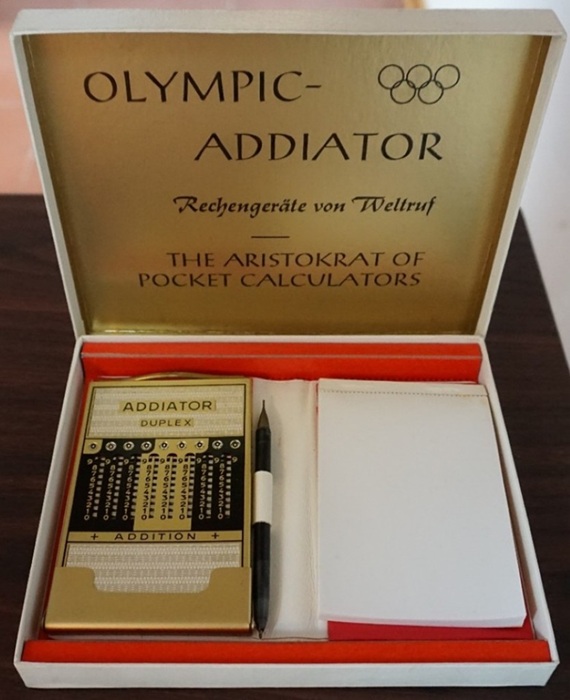 OLYMPIC-
ADDIATOR
Rechengeräte von Weltruf
THE ARISTOKRAT OF
POCKET CALCULATORS
ADDIATOR
DUPLEX
+ ADDITION +